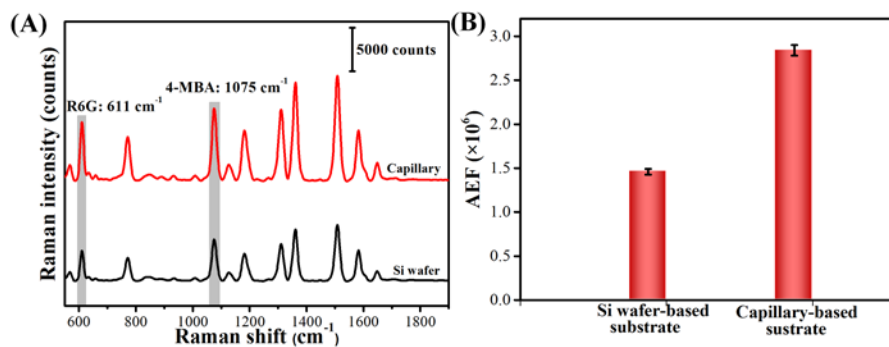 (A)
Raman intensity (counts)
5000 counts
R6G: 611 cm⁻¹
4-MBA: 1075 cm⁻¹
Capillary
Si wafer
600 800 1000 1200 1400 1600 1800
Raman shift (cm⁻¹)
(B)
AEF (×10⁶)
3.0
2.5
2.0
1.5
1.0
0.5
0.0
Si wafer-based
substrate
Capillary-based
sustrate